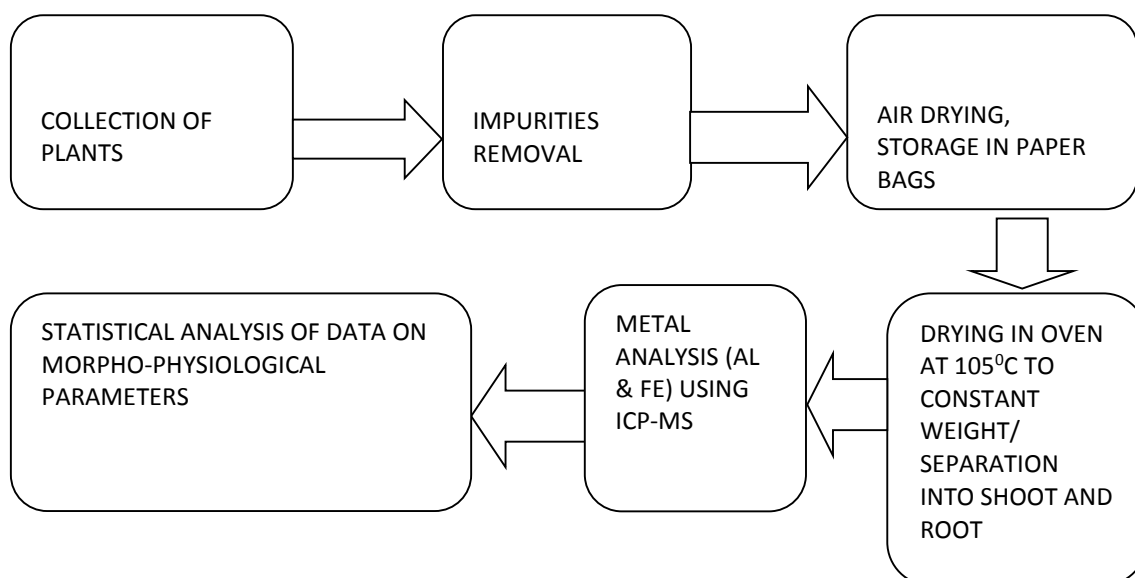 COLLECTION OF
PLANTS
IMPURITIES
REMOVAL
AIR DRYING,
STORAGE IN PAPER
BAGS
DRYING IN OVEN
AT 105⁰C TO
CONSTANT
WEIGHT/
SEPARATION
INTO SHOOT AND
ROOT
METAL
ANALYSIS (AL
& FE) USING
ICP-MS
STATISTICAL ANALYSIS OF DATA ON
MORPHO-PHYSIOLOGICAL
PARAMETERS